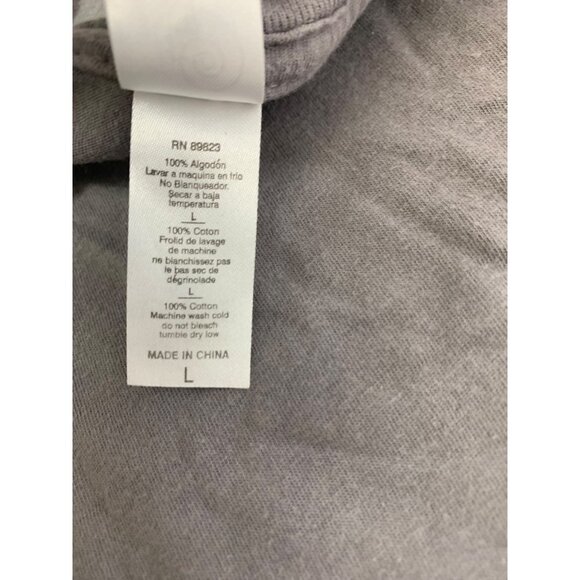 RN 89823
100% Algodón
Lavar a maquina en frio
No Blanqueador.
Secar a baja
temperatura
L
100% Coton
Frolid de lavage
de machine
ne blanchissez pas
le bas sec de
dégrinolade
L
100% Cotton
Machine wash cold
do not bleach
tumble dry low
MADE IN CHINA
L